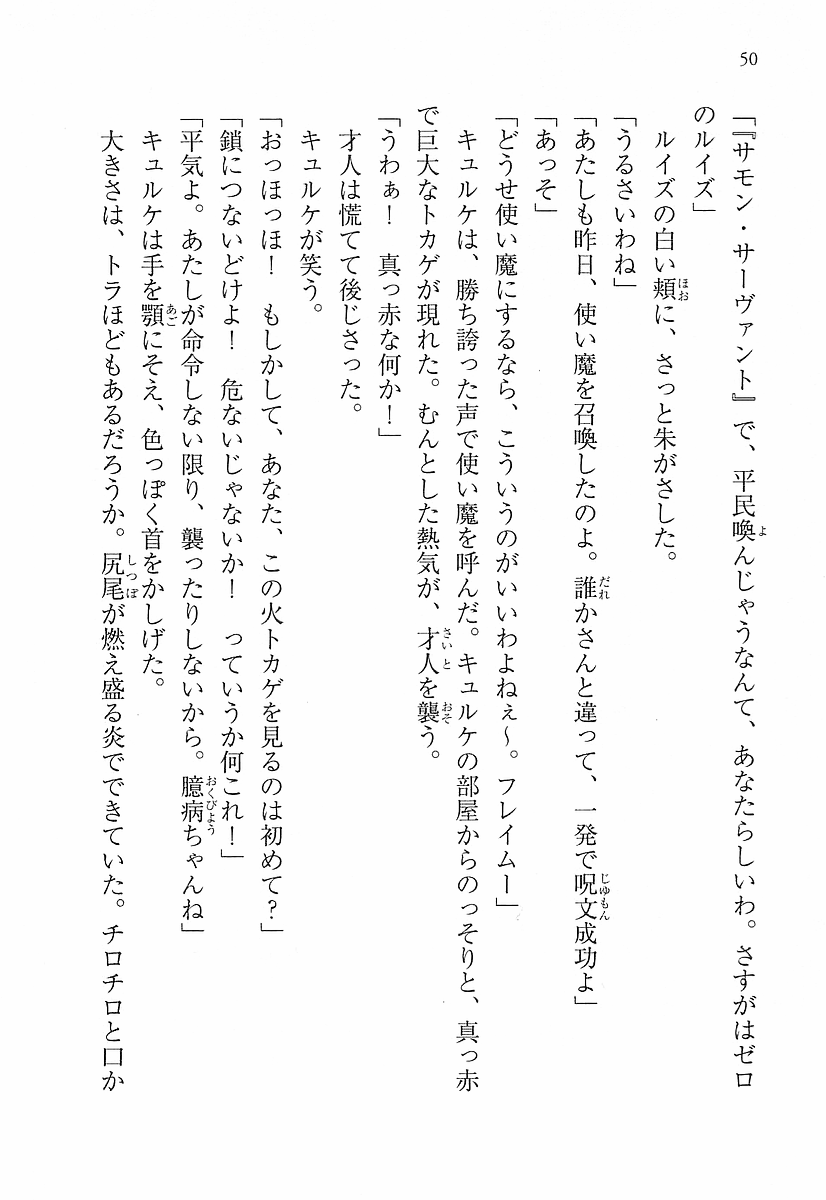 50
「『サモン・サーヴァント』で、平民喚んじゃうなんて、あなたらしいわ。さすがはゼロ
のルイズ」
ルイズの白い頬に、さっと朱がさした。
「うるさいわね」
「あたしも昨日、使い魔を召喚したのよ。誰かさんと違って、一発で呪文成功よ」
「あっそ」
「どうせ使い魔にするなら、こういうのがいいわよねぇ〜。フレイムー」
キュルケは、勝ち誇った声で使い魔を呼んだ。キュルケの部屋からのっそりと、真っ赤
で巨大なトカゲが現れた。むんとした熱気が、才人を襲う。
「うわぁ！　真っ赤な何か！」
才人は慌てて後じさった。
キュルケが笑う。
「おっほっほ！　もしかして、あなた、この火トカゲを見るのは初めて？」
「鎖につないどけよ！　危ないじゃないか！　っていうか何これ！」
「平気よ。あたしが命令しない限り、襲ったりしないから。臆病ちゃんね」
キュルケは手を顎にそえ、色っぽく首をかしげた。
大きさは、トラほどもあるだろうか。尻尾が燃え盛る炎でできていた。チロチロと口か